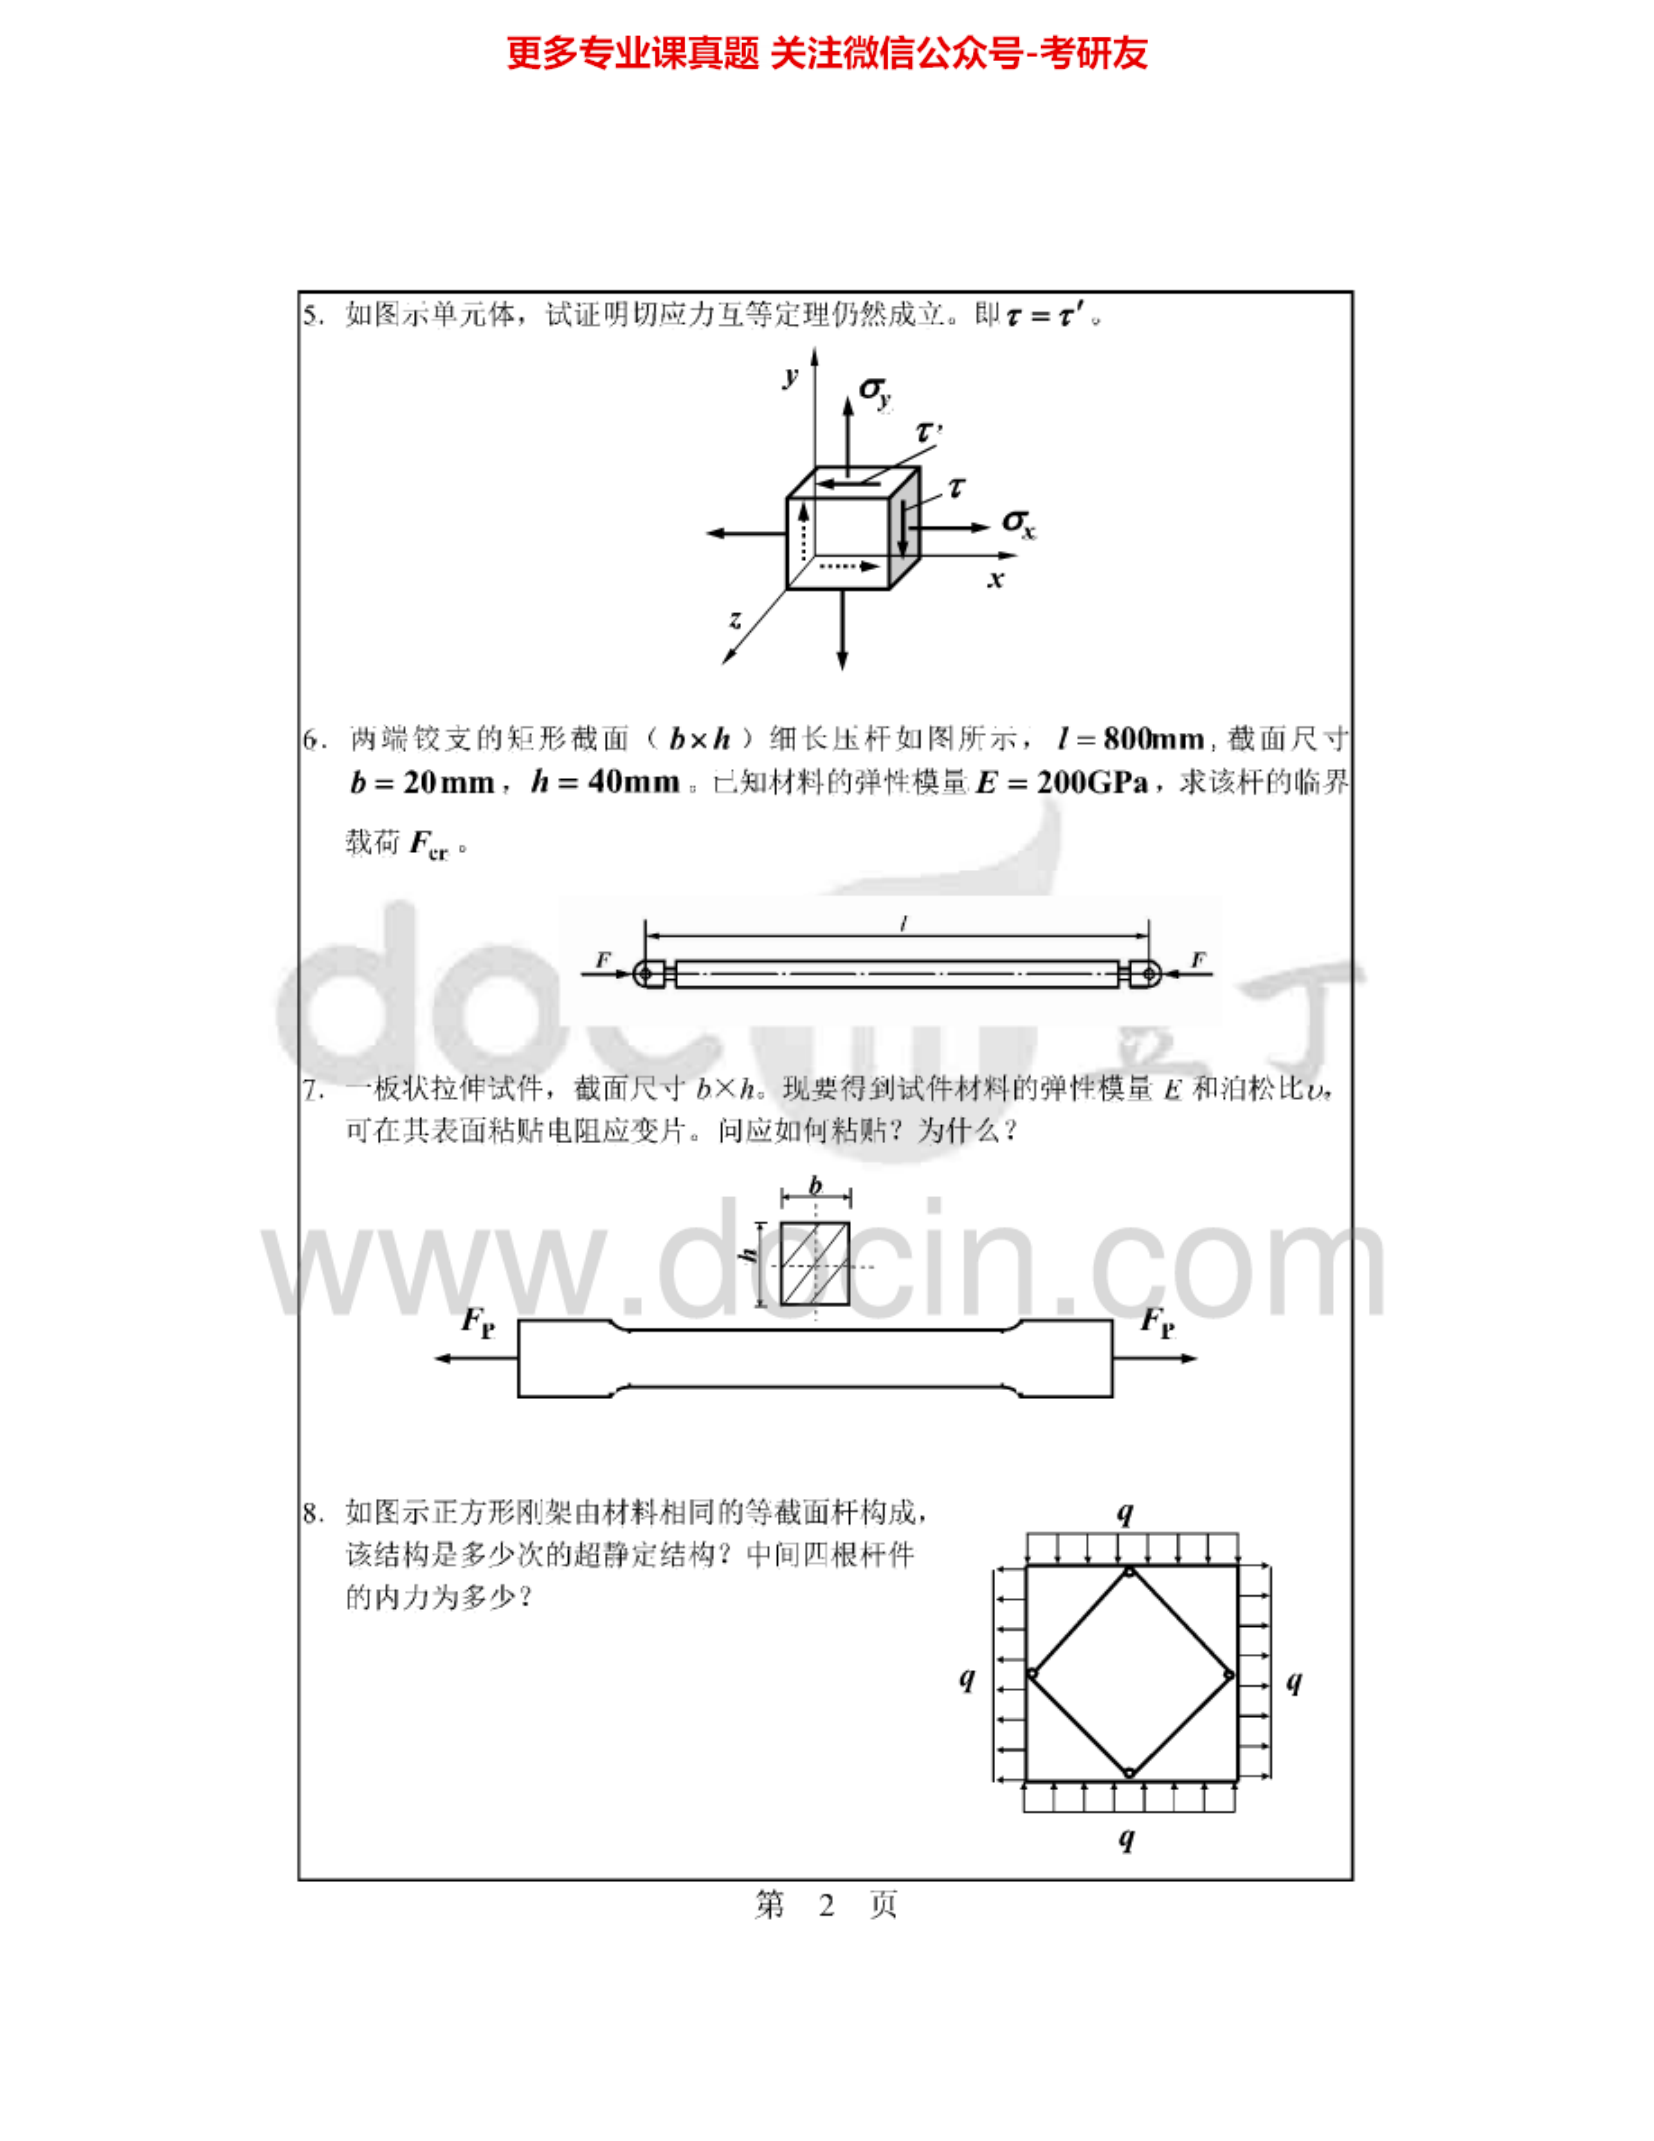 更多专业课真题 关注微信公众号-考研友
5. 如图示单元体，试证明切应力互等定理仍然成立。即 τ = τ′。
y
σy
τ’
τ
σx
x
z
6. 两端铰支的矩形截面（b×h）细长压杆如图所示，l = 800mm, 截面尺寸
b = 20mm，h = 40mm。已知材料的弹性模量 E = 200GPa，求该杆的临界
载荷 Fcr。
l
F
F
docin 豆丁
7. 一板状拉伸试件，截面尺寸 b×h。现要得到试件材料的弹性模量 E 和泊松比υ，
可在其表面粘贴电阻应变片。问应如何粘贴？为什么？
b
h
www.docin.com
FP
FP
8. 如图示正方形刚架由材料相同的等截面杆构成，
该结构是多少次的超静定结构？中间四根杆件
的内力为多少？
q
q
q
q
第 2 页